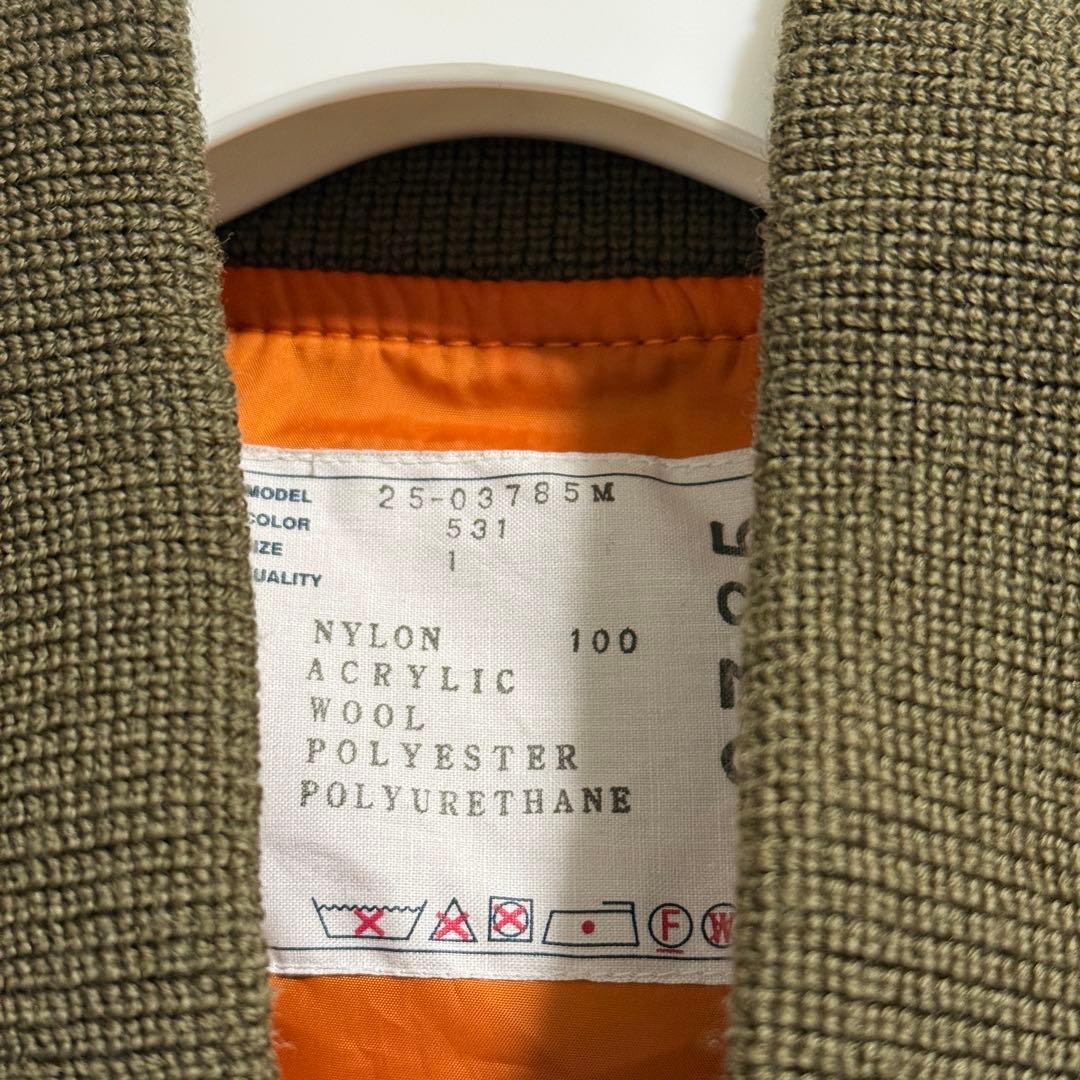 MODEL 25-03785M
COLOR 531
IZE 1
UALITY
NYLON 100
ACRYLIC
WOOL
POLYESTER
POLYURETHANE
F W